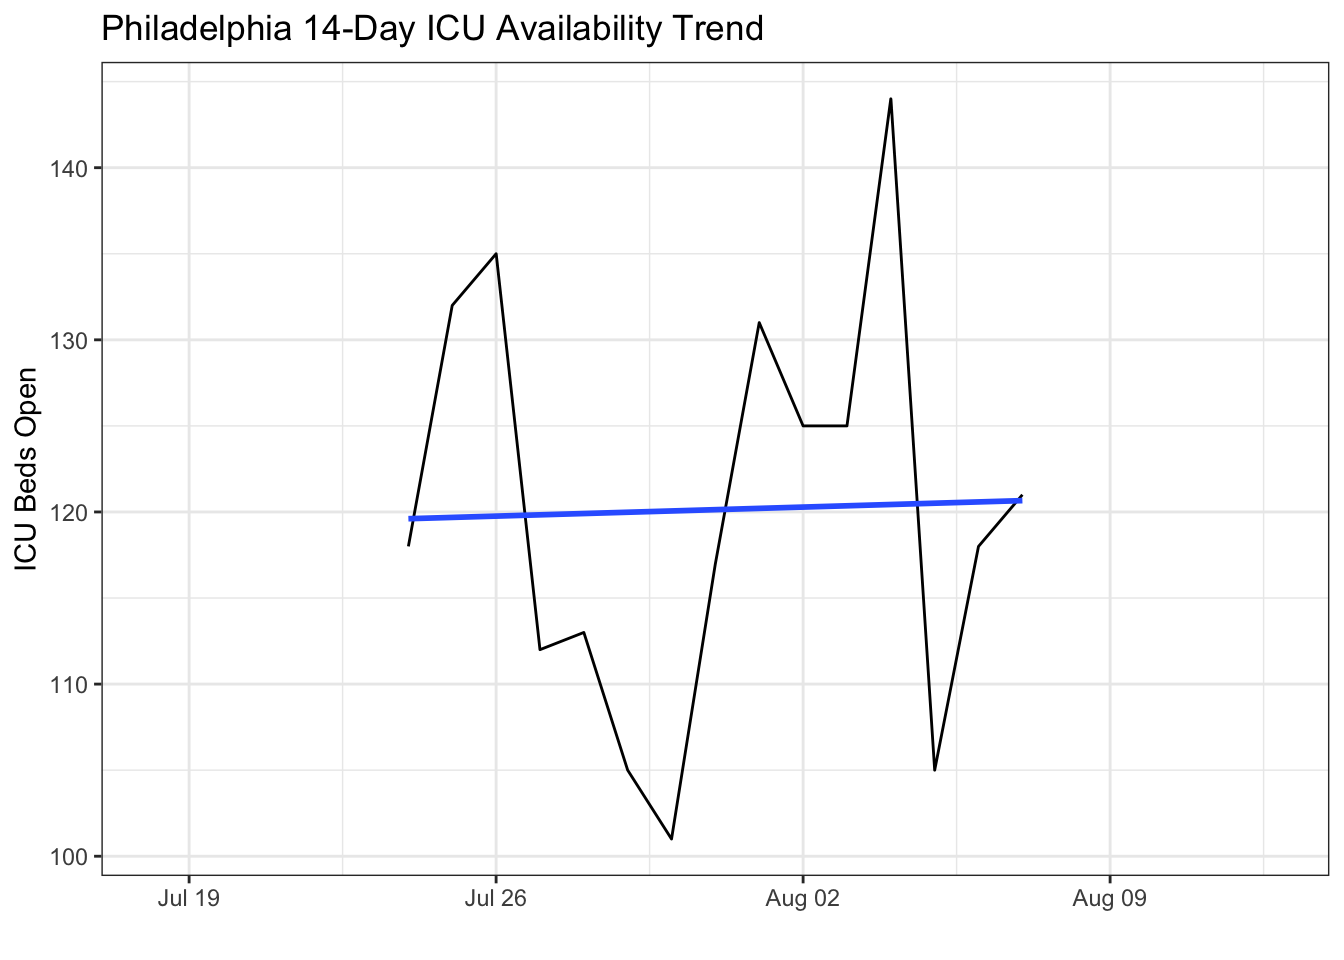 Philadelphia 14-Day ICU Availability Trend
ICU Beds Open
140
130
120
110
100
Jul 19
Jul 26
Aug 02
Aug 09